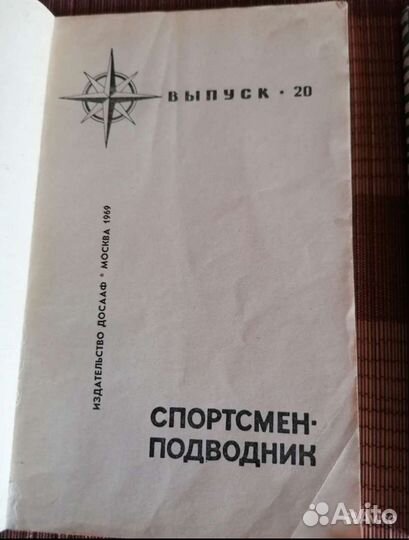 ВЫПУСК • 20
ИЗДАТЕЛЬСТВО ДОСААФ * МОСКВА 1969
СПОРТСМЕН-
ПОДВОДНИК
Avito